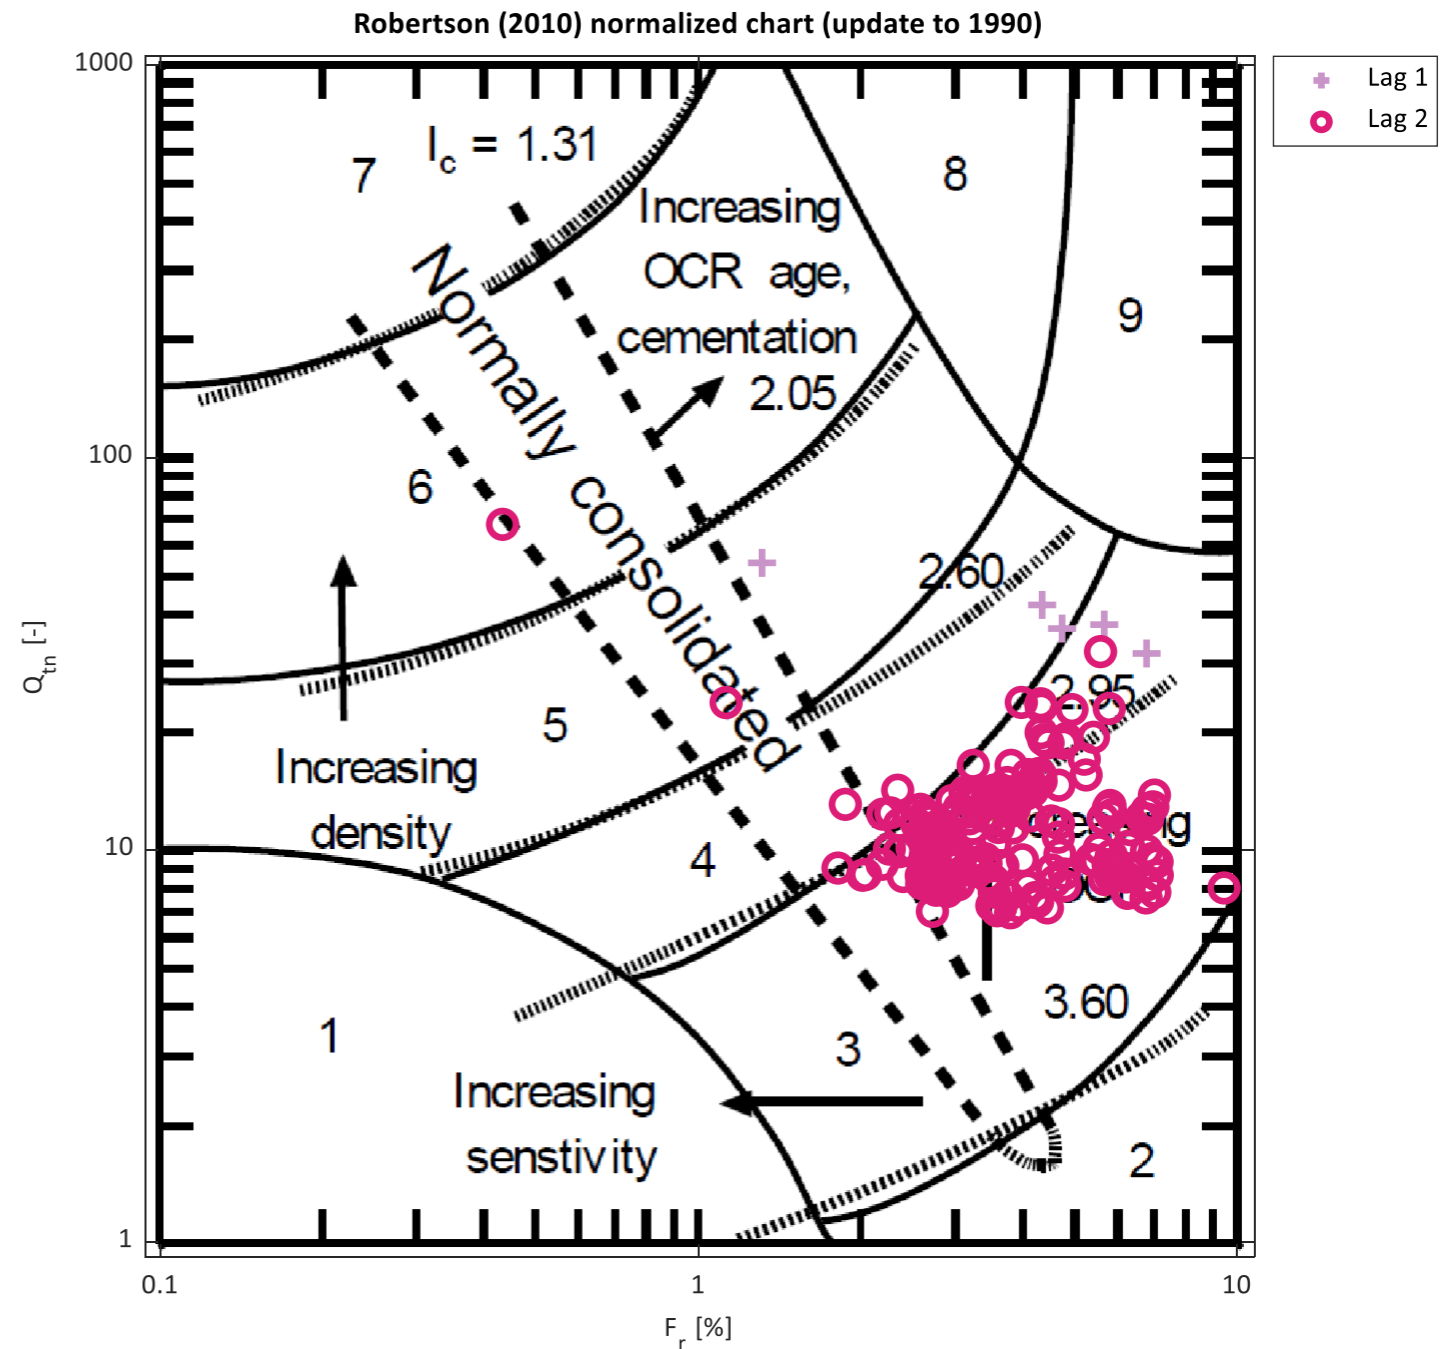 Robertson (2010) normalized chart (update to 1990)
1000
100
10
1
0.1
1
10
Qtn [-]
Fr [%]
Lag 1
Lag 2
7
Ic = 1.31
8
Increasing
OCR age,
cementation
2.05
9
Normally consolidated
6
2.60
2.95
5
Increasing
density
4
3.60
1
3
Increasing
senstivity
2